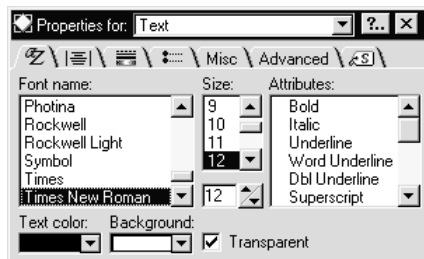 Properties for: Text ?..
Misc Advanced S
Font name: Size: Attributes:
Photina 9 Bold
Rockwell 10 Italic
Rockwell Light 11 Underline
Symbol 12 Word Underline
Times Dbl Underline
Times New Roman 12 Superscript
Text color: Background:
Transparent